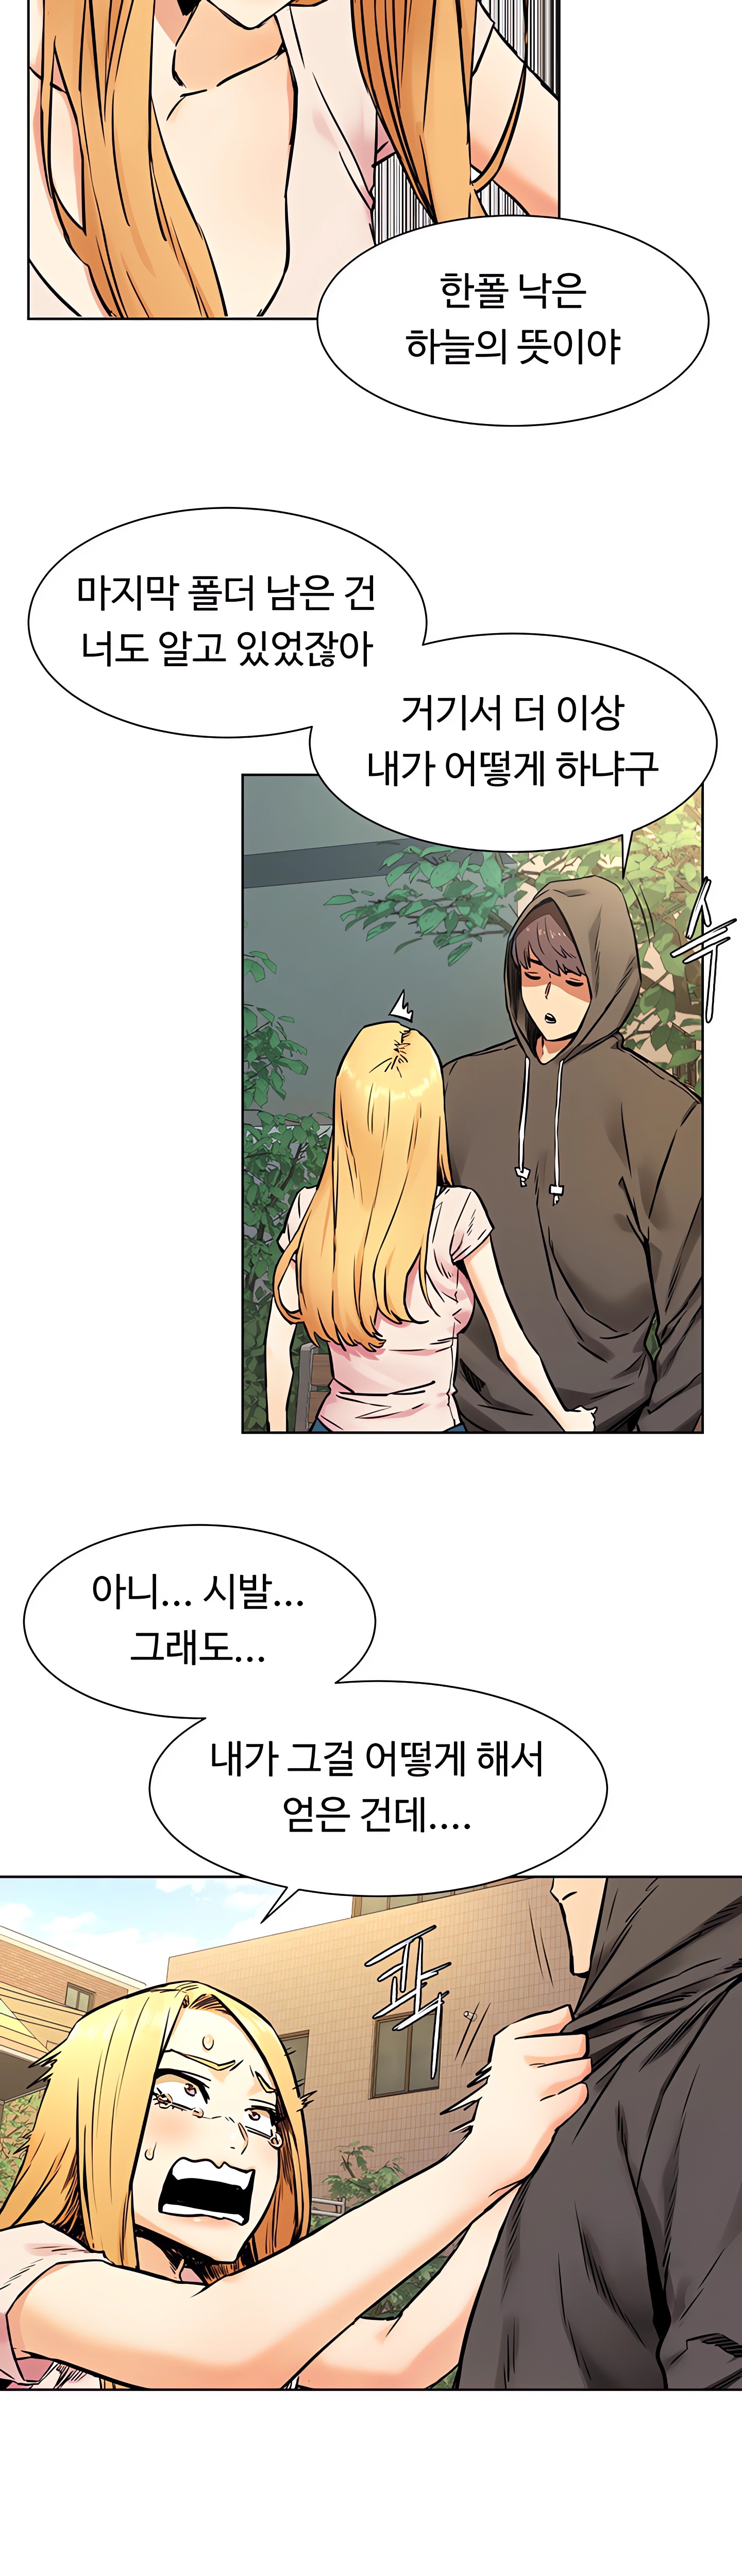 한폴 낙은
하늘의 뜻이야
마지막 폴더 남은 건
너도 알고 있었잖아
거기서 더 이상
내가 어떻게 하냐구
아니... 시발...
그래도...
내가 그걸 어떻게 해서
얻은 건데....
콱